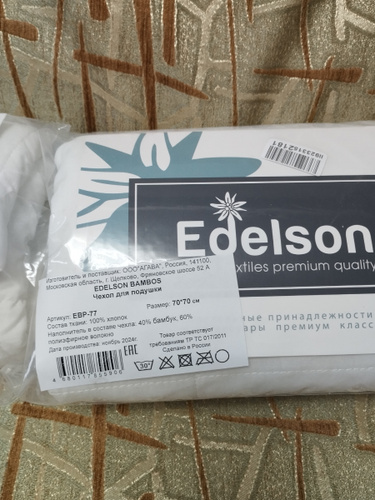 IIB2331521B1
Edelson
textiles premium quality
Изготовитель и поставщик: ООО"АГАВА", Россия, 141100,
Московская область, г. Щелково, Фряновское шоссе 52 А
EDELSON BAMBOS
Чехол для подушки
Артикул: EBP-77
Размер: 70*70 см
Состав ткани: 100% хлопок
Наполнитель в составе чехла: 40% бамбук, 60%
полиэфирное волокно
Дата производства: ноябрь 2024г.
Товар соответствует
требованиям ТР ТС 017/2011
Сделано в России
30°
ные принадлежности
ары премиум класс